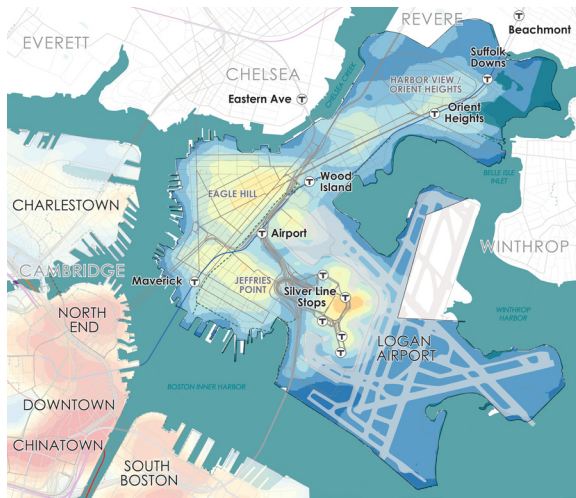 REVERE
EVERETT
T
Beachmont
Suffolk
Downs
T
CHELSEA
HARBOR VIEW /
ORIENT HEIGHTS
Eastern Ave T
CHELSEA CREEK
T
Orient
Heights
BELLE ISLE
INLET
T
Wood
Island
EAGLE HILL
CHARLESTOWN
T
Airport
WINTHROP
CAMBRIDGE
Maverick T
JEFFRIES
POINT
T
Silver Line
Stops
T
T
T
T
T
NORTH
END
WINTHROP
HARBOR
LOGAN
AIRPORT
BOSTON INNER HARBOR
DOWNTOWN
CHINATOWN
SOUTH
BOSTON